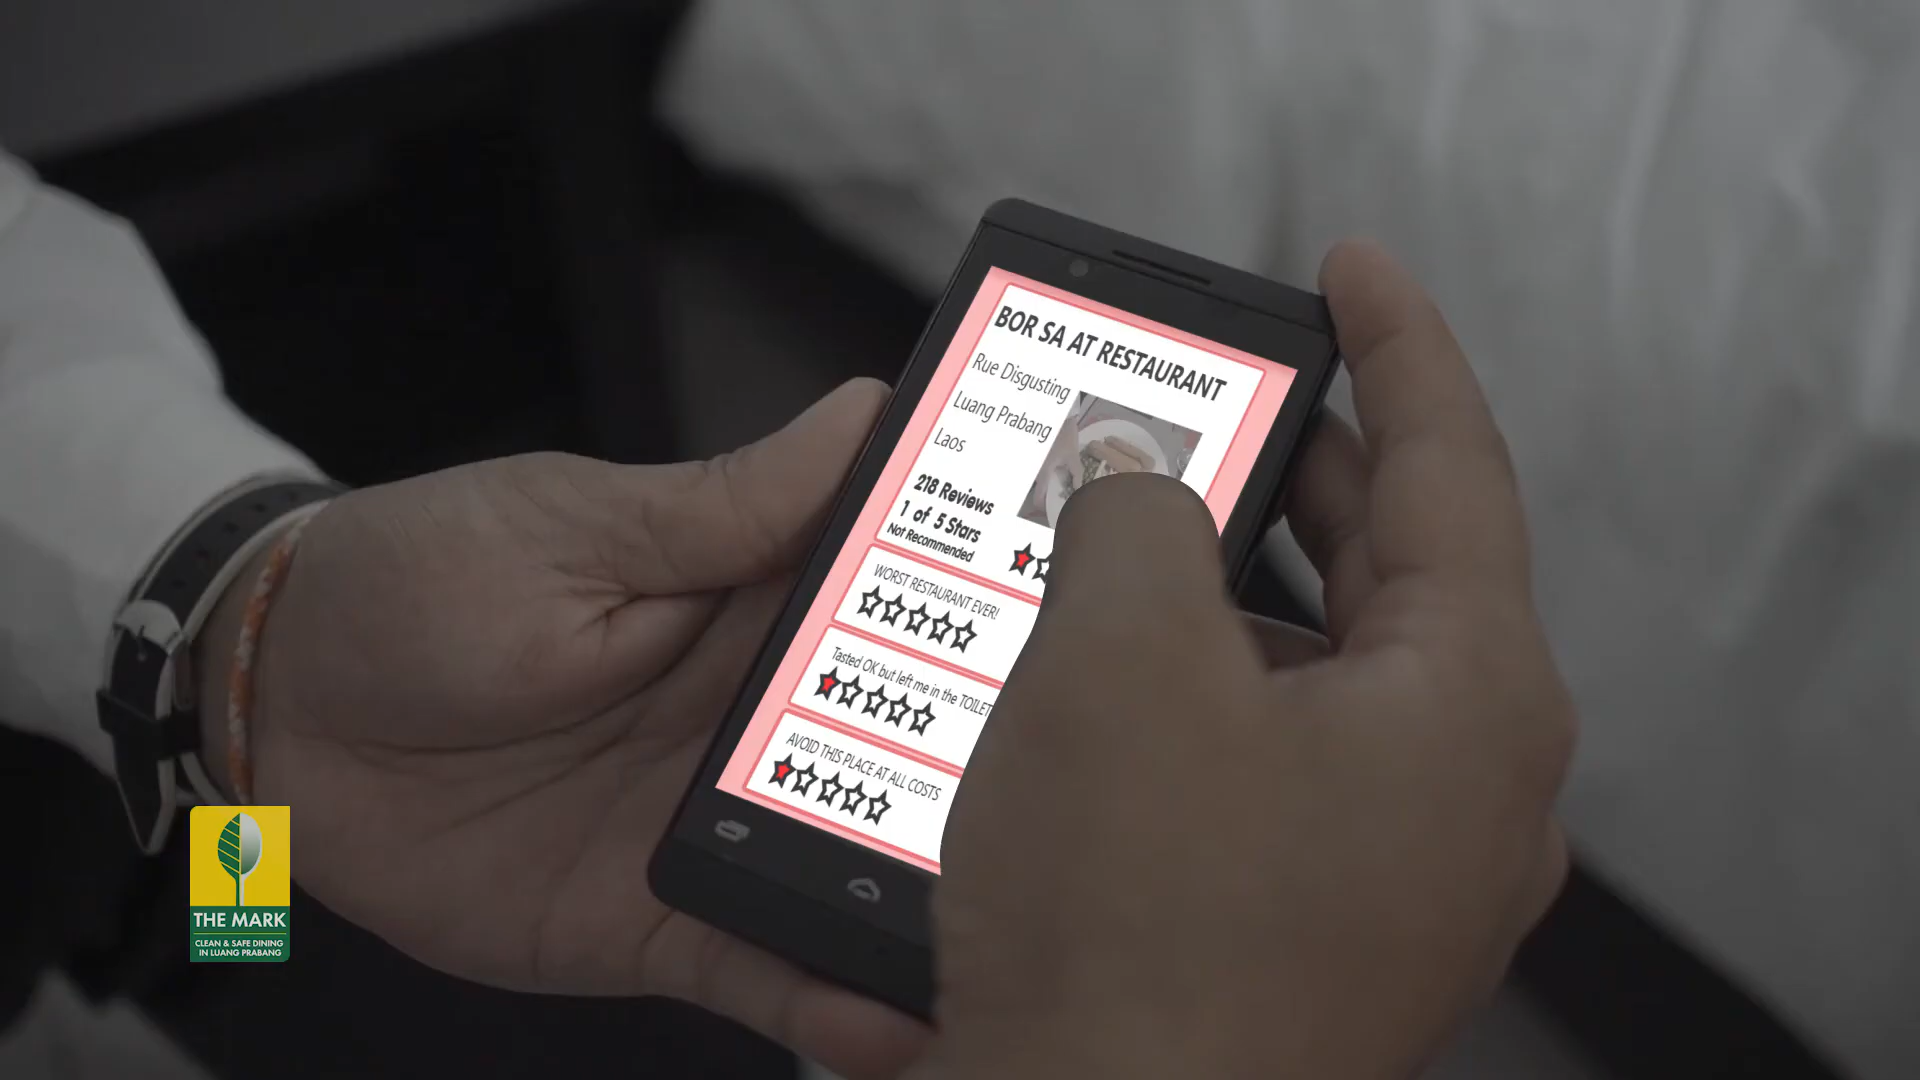 BOR SA AT RESTAURANT
Rue Disgusting
Luang Prabang
Laos
218 Reviews
1 of 5 Stars
Not Recommended
WORST RESTAURANT EVER!
Tasted OK but left me in the TOILET
AVOID THIS PLACE AT ALL COSTS
THE MARK
CLEAN & SAFE DINING
IN LUANG PRABANG